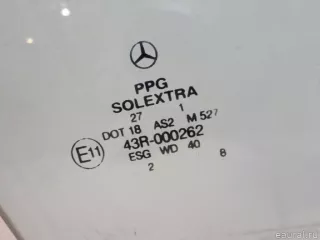 PPG
SOLEXTRA
27 1
DOT 18 AS2 M 527
E11 43R-000262
ESG WD 40
2 8